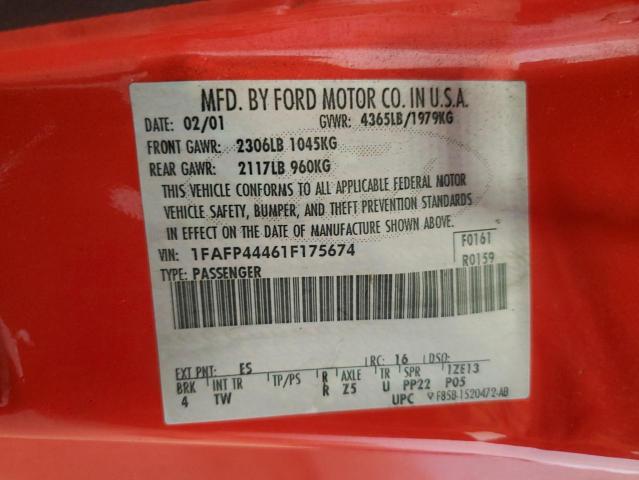 MFD. BY FORD MOTOR CO. IN U.S.A.
DATE: 02/01 GVWR: 4365LB/1979KG
FRONT GAWR: 2306LB 1045KG
REAR GAWR: 2117LB 960KG
THIS VEHICLE CONFORMS TO ALL APPLICABLE FEDERAL MOTOR
VEHICLE SAFETY, BUMPER, AND THEFT PREVENTION STANDARDS
IN EFFECT ON THE DATE OF MANUFACTURE SHOWN ABOVE.
VIN: 1FAFP44461F175674 F0161
TYPE: PASSENGER R0159
EXT PNT: ES RC: 16 DSO:
BRK INT TR TP/PS R AXLE TR SPR 1ZE13
4 TW R Z5 U PP22 P05
UPC F85B-1520472-AB